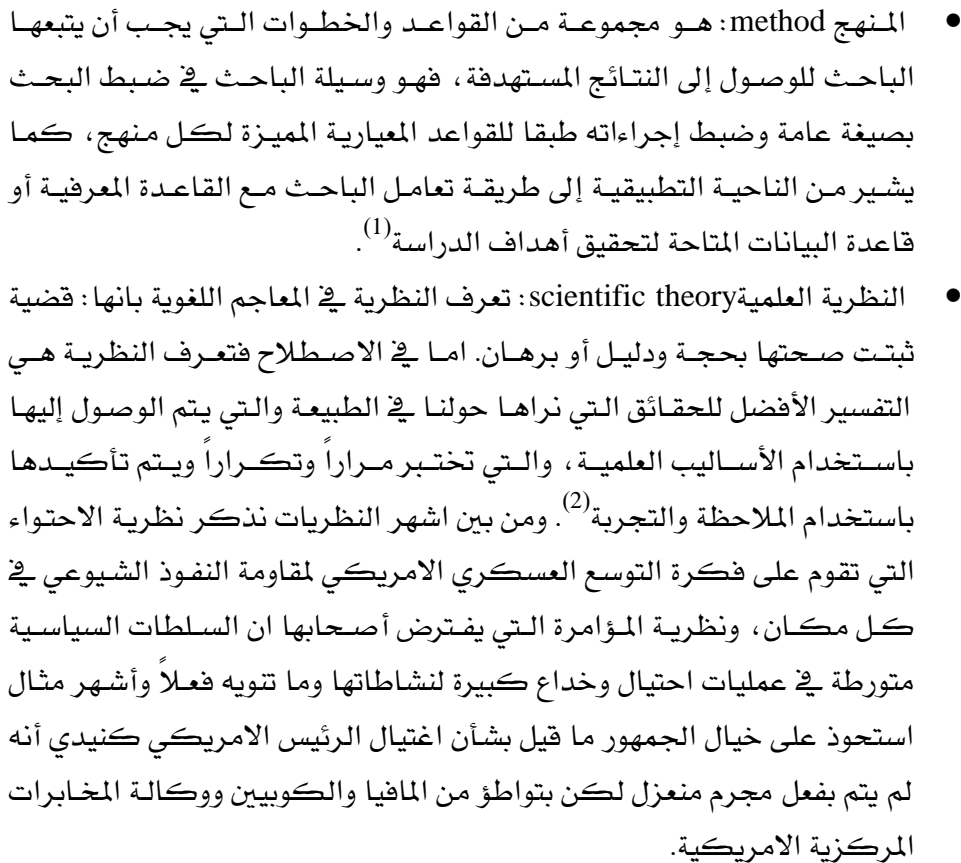 • المنهج method: هو مجموعة من القواعد والخطوات التي يجب أن يتبعها
الباحث للوصول إلى النتائج المستهدفة، فهو وسيلة الباحث في ضبط البحث
بصيغة عامة وضبط إجراءاته طبقا للقواعد المعيارية المميزة لكل منهج، كما
يشير من الناحية التطبيقية إلى طريقة تعامل الباحث مع القاعدة المعرفية أو
قاعدة البيانات المتاحة لتحقيق أهداف الدراسة(1).
• النظرية العلميةscientific theory: تعرف النظرية في المعاجم اللغوية بانها: قضية
ثبتت صحتها بحجة ودليل أو برهان. اما في الاصطلاح فتعرف النظرية هي
التفسير الأفضل للحقائق التي نراها حولنا في الطبيعة والتي يتم الوصول إليها
باستخدام الأساليب العلمية، والتي تختبر مراراً وتكراراً ويتم تأكيدها
باستخدام الملاحظة والتجربة(2). ومن بين اشهر النظريات نذكر نظرية الاحتواء
التي تقوم على فكرة التوسع العسكري الامريكي لمقاومة النفوذ الشيوعي في
كل مكان، ونظرية المؤامرة التي يفترض أصحابها ان السلطات السياسية
متورطة في عمليات احتيال وخداع كبيرة لنشاطاتها وما تنويه فعلاً وأشهر مثال
استحوذ على خيال الجمهور ما قيل بشأن اغتيال الرئيس الامريكي كنيدي أنه
لم يتم بفعل مجرم منعزل لكن بتواطؤ من المافيا والكوبيين ووكالة المخابرات
المركزية الامريكية.